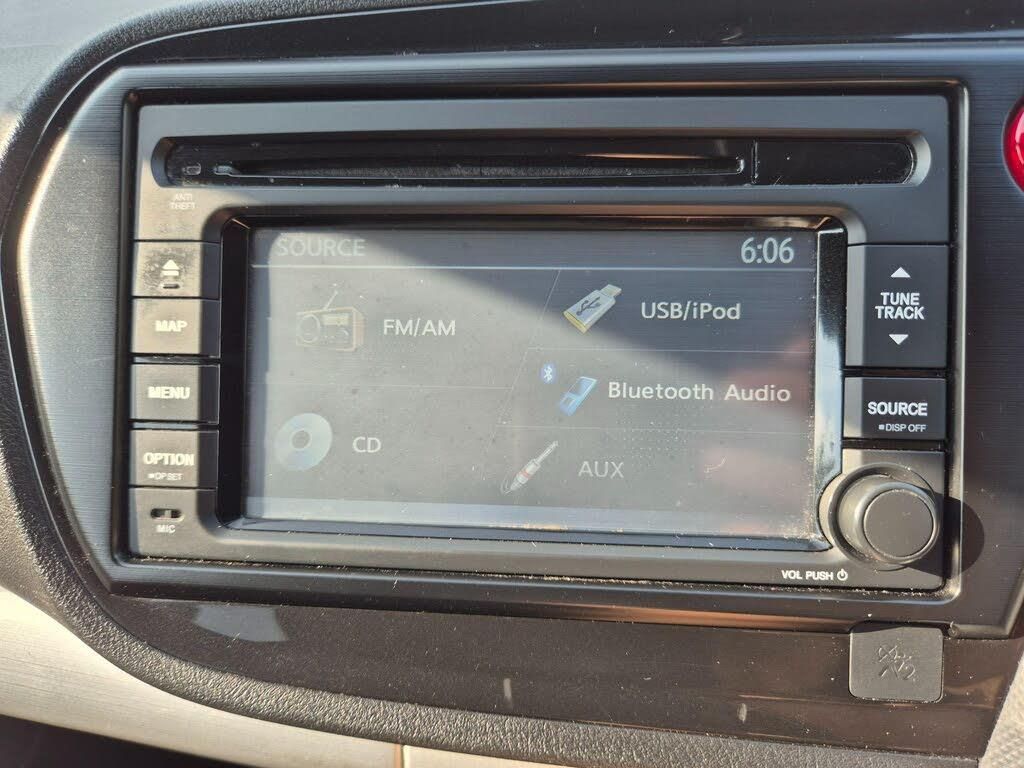 ANTI
THEFT
SOURCE
6:06
MAP
MENU
OPTION
■OP SET
MIC
FM/AM
CD
USB/iPod
Bluetooth Audio
AUX
TUNE
TRACK
SOURCE
■DISP OFF
VOL PUSH